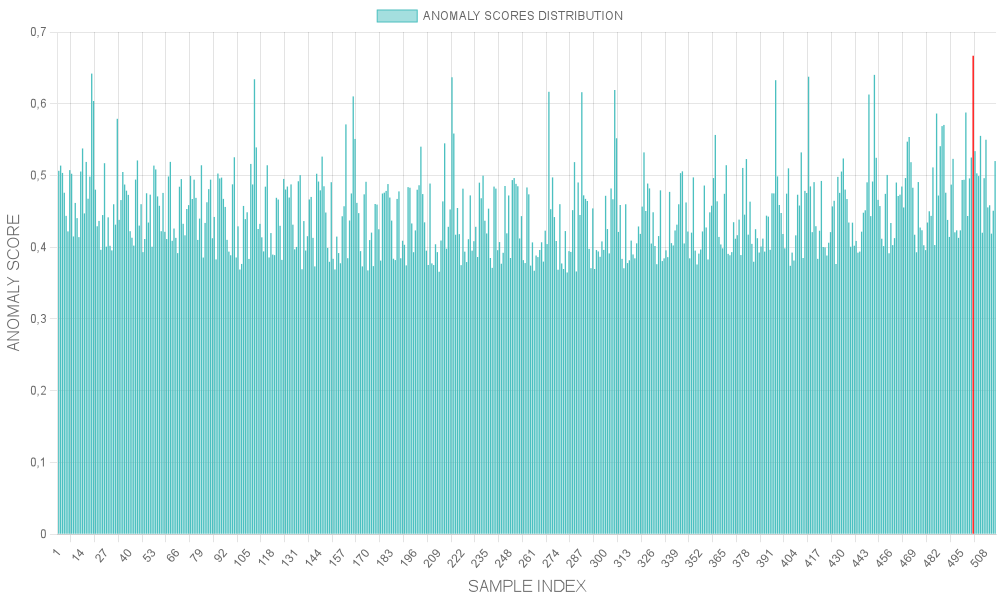 ANOMALY SCORES DISTRIBUTION
0,7
0,6
0,5
0,4
0,3
0,2
0,1
0
ANOMALY SCORE
1 14 27 40 53 66 79 92 105 118 131 144 157 170 183 196 209 222 235 248 261 274 287 300 313 326 339 352 365 378 391 404 417 430 443 456 469 482 495 508
SAMPLE INDEX